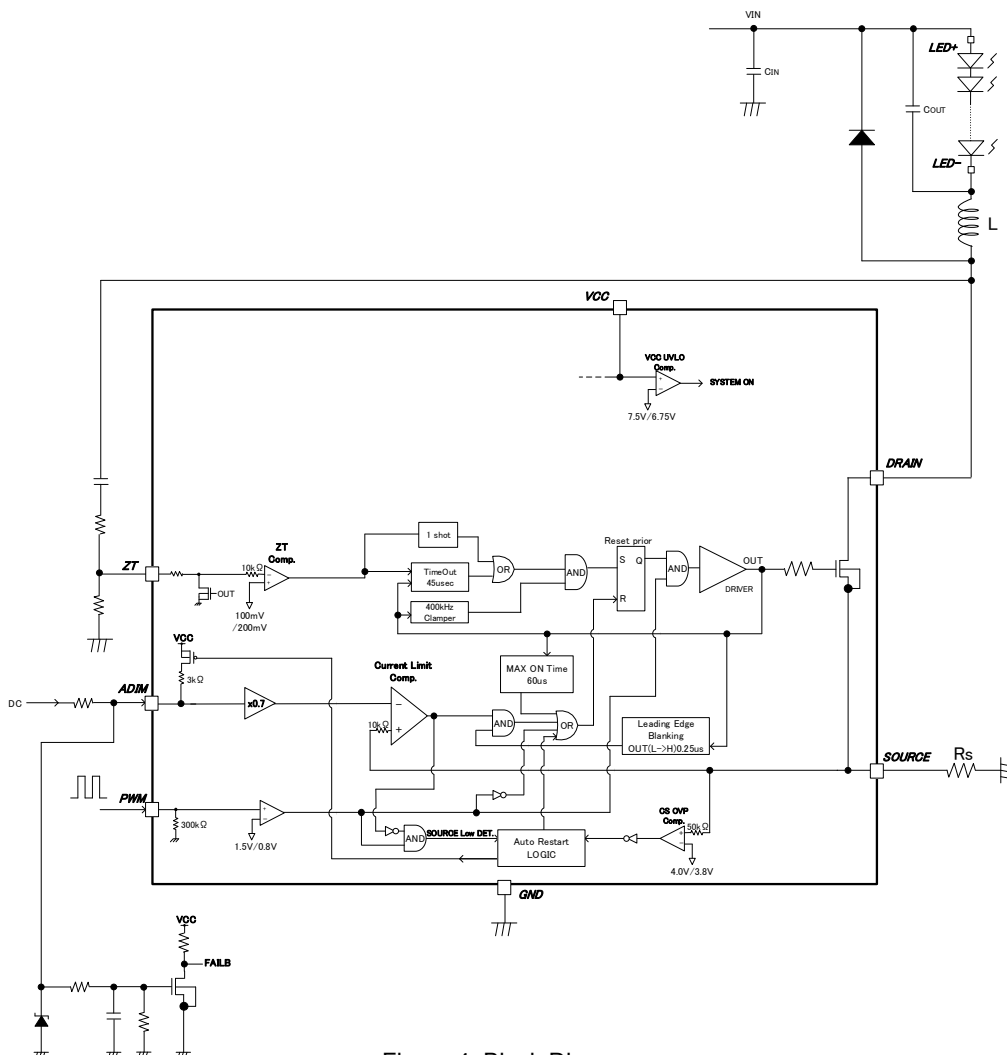 VIN
LED+
CIN
COUT
LED-
L
VCC
VCC UVLO
Comp.
SYSTEM ON
7.5V/6.75V
DRAIN
ZT
10kΩ
ZT
Comp.
OUT
100mV
/200mV
1 shot
TimeOut
45usec
400kHz
Clamper
OR
AND
Reset prior
S Q
R
AND
OUT
DRIVER
VCC
3kΩ
ADIM
DC
x0.7
Current Limit
Comp.
10kΩ
MAX ON Time
60us
AND
OR
Leading Edge
Blanking
OUT(L->H)0.25us
SOURCE
Rs
PWM
300kΩ
1.5V/0.8V
AND
SOURCE Low DET.
Auto Restart
LOGIC
CS OVP
Comp.
50kΩ
4.0V/3.8V
GND
VCC
FAILB